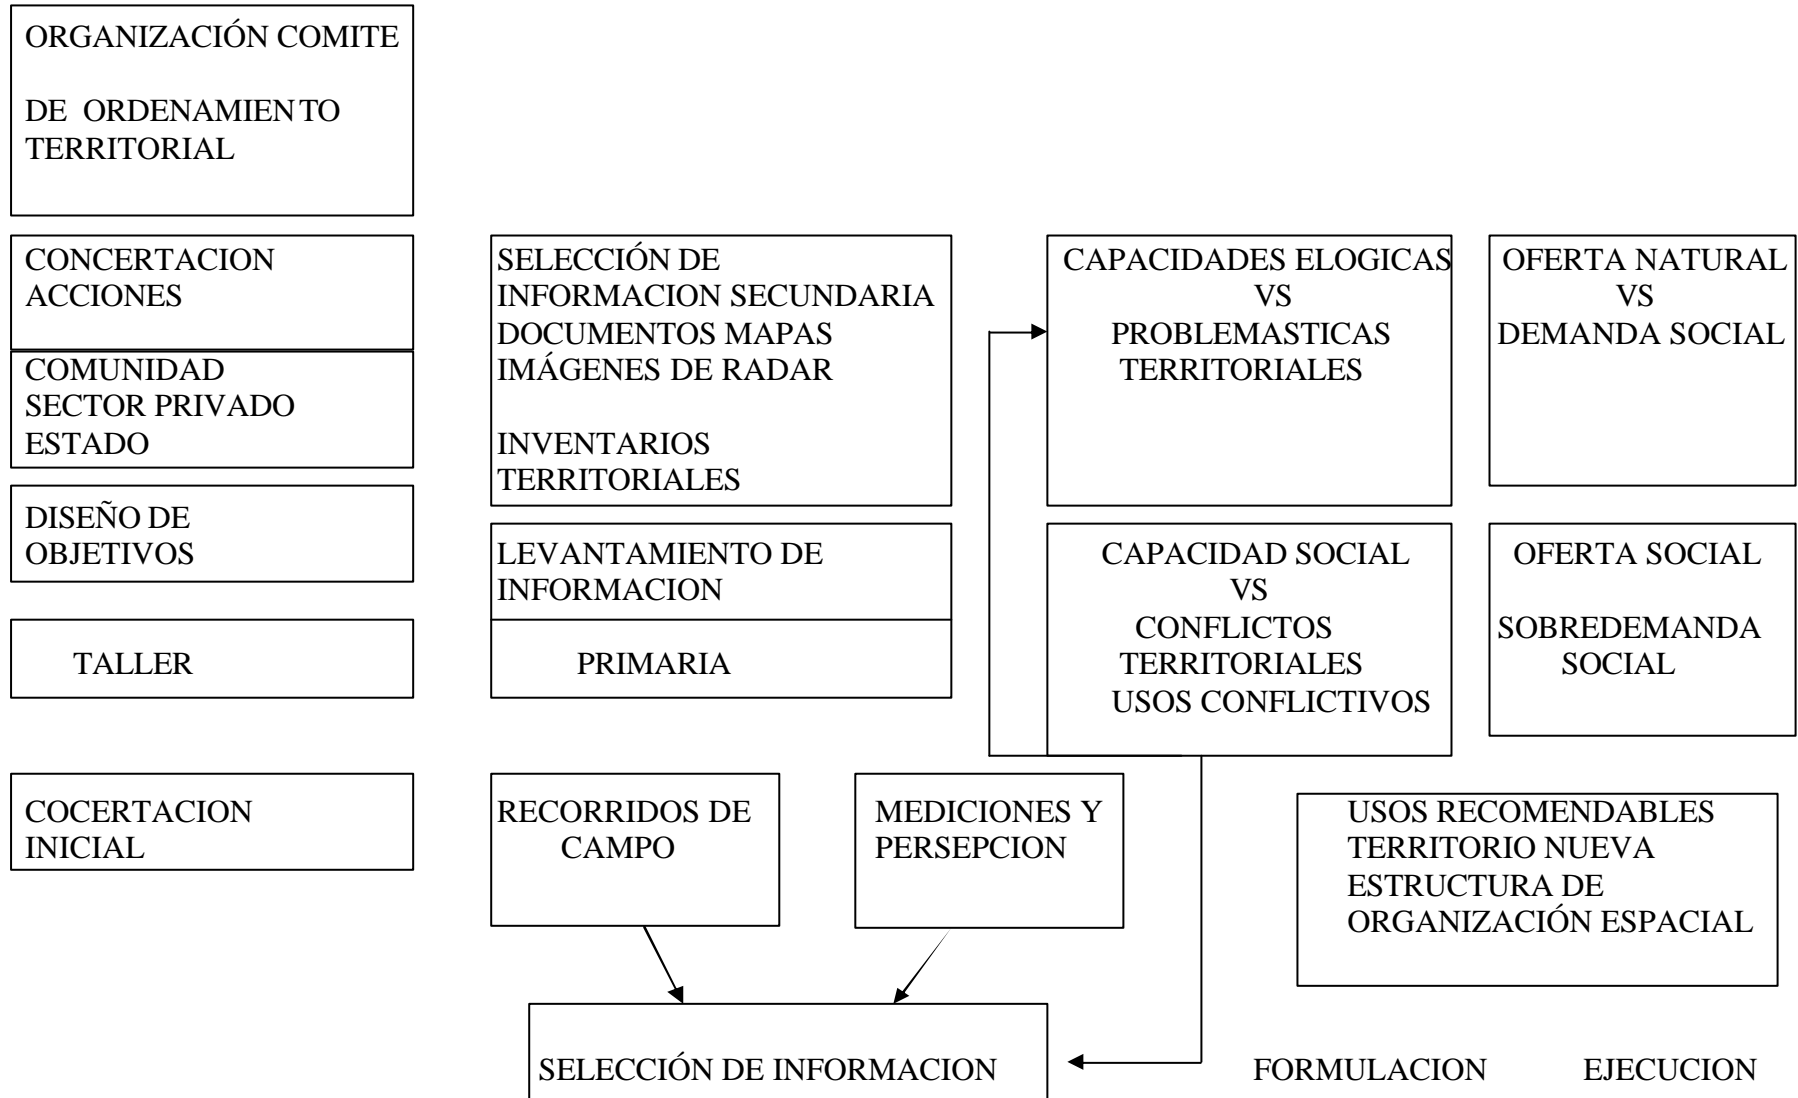 ORGANIZACIÓN COMITE
DE ORDENAMIENTO
TERRITORIAL
CONCERTACION
ACCIONES
COMUNIDAD
SECTOR PRIVADO
ESTADO
DISEÑO DE
OBJETIVOS
TALLER
COCERTACION
INICIAL
SELECCIÓN DE
INFORMACION SECUNDARIA
DOCUMENTOS MAPAS
IMÁGENES DE RADAR
INVENTARIOS
TERRITORIALES
LEVANTAMIENTO DE
INFORMACION
PRIMARIA
RECORRIDOS DE
CAMPO
MEDICIONES Y
PERSEPCION
SELECCIÓN DE INFORMACION
CAPACIDADES ELOGICAS
VS
PROBLEMASTICAS
TERRITORIALES
CAPACIDAD SOCIAL
VS
CONFLICTOS
TERRITORIALES
USOS CONFLICTIVOS
OFERTA NATURAL
VS
DEMANDA SOCIAL
OFERTA SOCIAL
SOBREDEMANDA
SOCIAL
USOS RECOMENDABLES
TERRITORIO NUEVA
ESTRUCTURA DE
ORGANIZACIÓN ESPACIAL
FORMULACION
EJECUCION